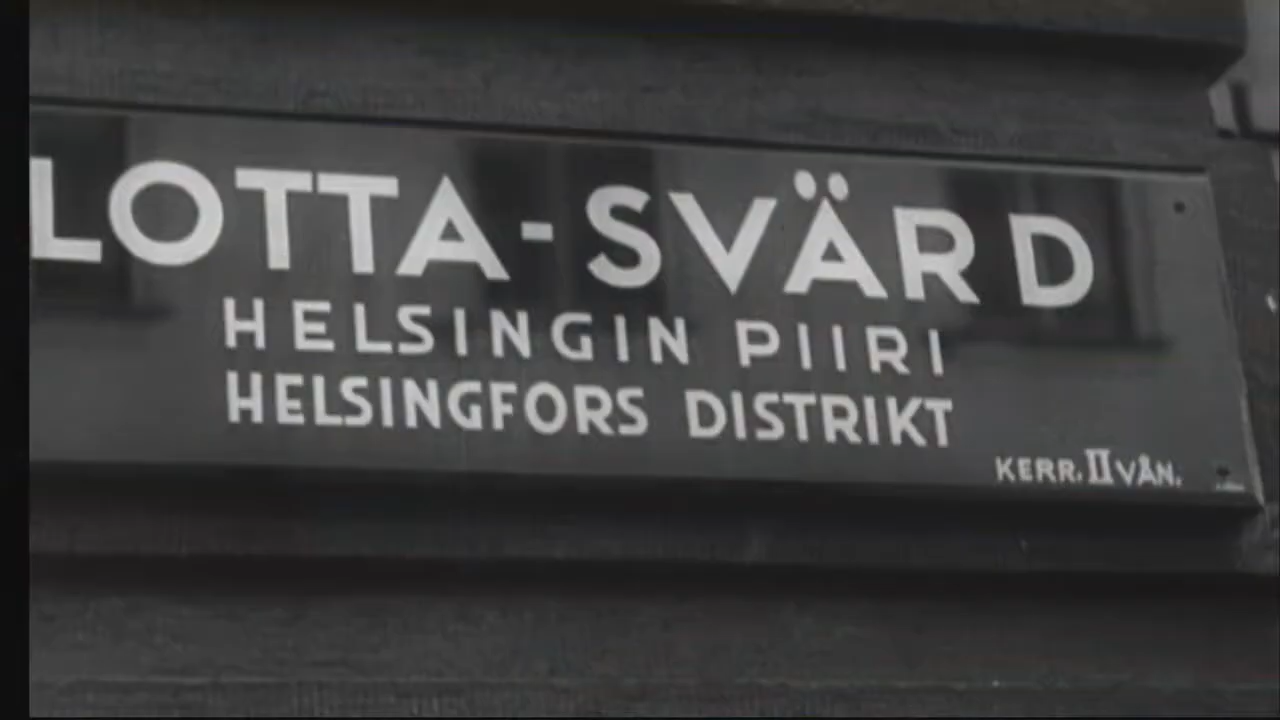 LOTTA-SVÄRD
HELSINGIN PIIRI
HELSINGFORS DISTRIKT
KERR. II VÅN.